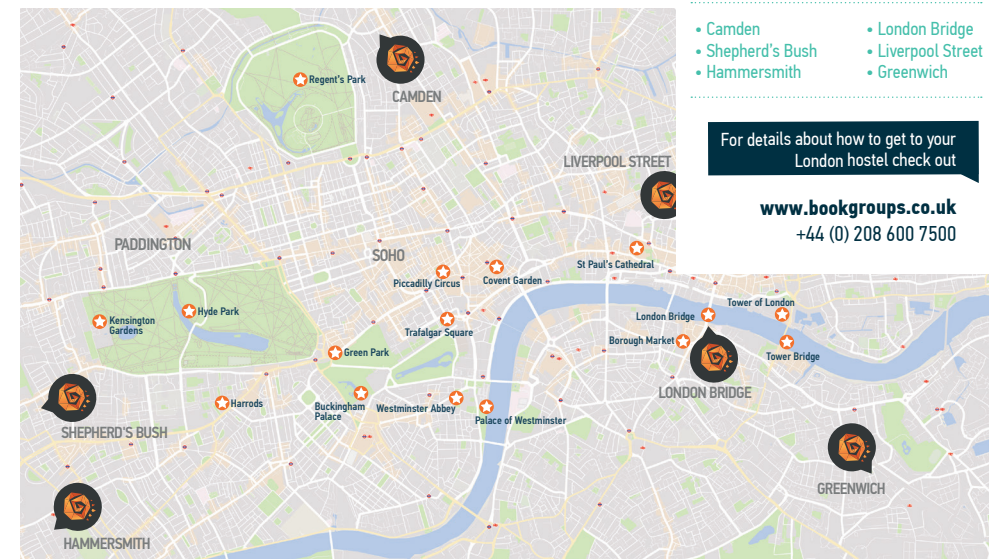 • Camden
• Shepherd's Bush
• Hammersmith
• London Bridge
• Liverpool Street
• Greenwich
For details about how to get to your
London hostel check out
www.bookgroups.co.uk
+44 (0) 208 600 7500
Regent's Park
CAMDEN
LIVERPOOL STREET
PADDINGTON
SOHO
St Paul's Cathedral
Piccadilly Circus
Covent Garden
Tower of London
Hyde Park
Kensington
Gardens
London Bridge
Trafalgar Square
Borough Market
Green Park
Tower Bridge
LONDON BRIDGE
Harrods
Buckingham
Palace
Westminster Abbey
Palace of Westminster
SHEPHERD'S BUSH
GREENWICH
HAMMERSMITH